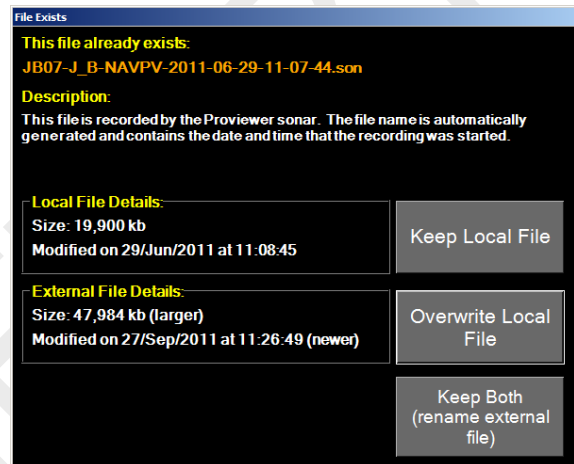 File Exists
This file already exists:
JB07-J_B-NAVPV-2011-06-29-11-07-44.son
Description:
This file is recorded by the Proviewer sonar. The file name is automatically
generated and contains the date and time that the recording was started.
Local File Details:
Size: 19,900 kb
Modified on 29/Jun/2011 at 11:08:45
Keep Local File
External File Details:
Size: 47,984 kb (larger)
Modified on 27/Sep/2011 at 11:26:49 (newer)
Overwrite Local
File
Keep Both
(rename external
file)